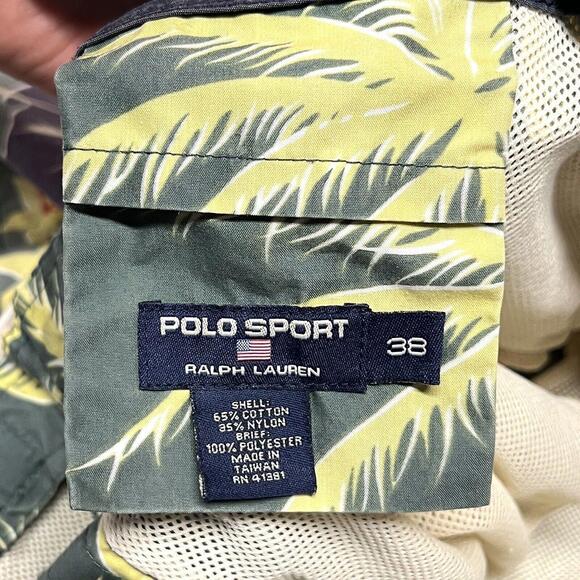 POLO SPORT
RALPH LAUREN
38
SHELL:
65% COTTON
35% NYLON
BRIEF:
100% POLYESTER
MADE IN
TAIWAN
RN 41381